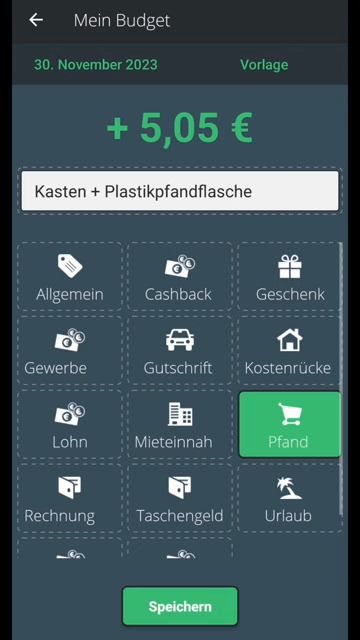 Mein Budget
30. November 2023 Vorlage
+ 5,05 €
Kasten + Plastikpfandflasche
Allgemein Cashback Geschenk
Gewerbe Gutschrift Kostenrücke
Lohn Mieteinnah Pfand
Rechnung Taschengeld Urlaub
Speichern